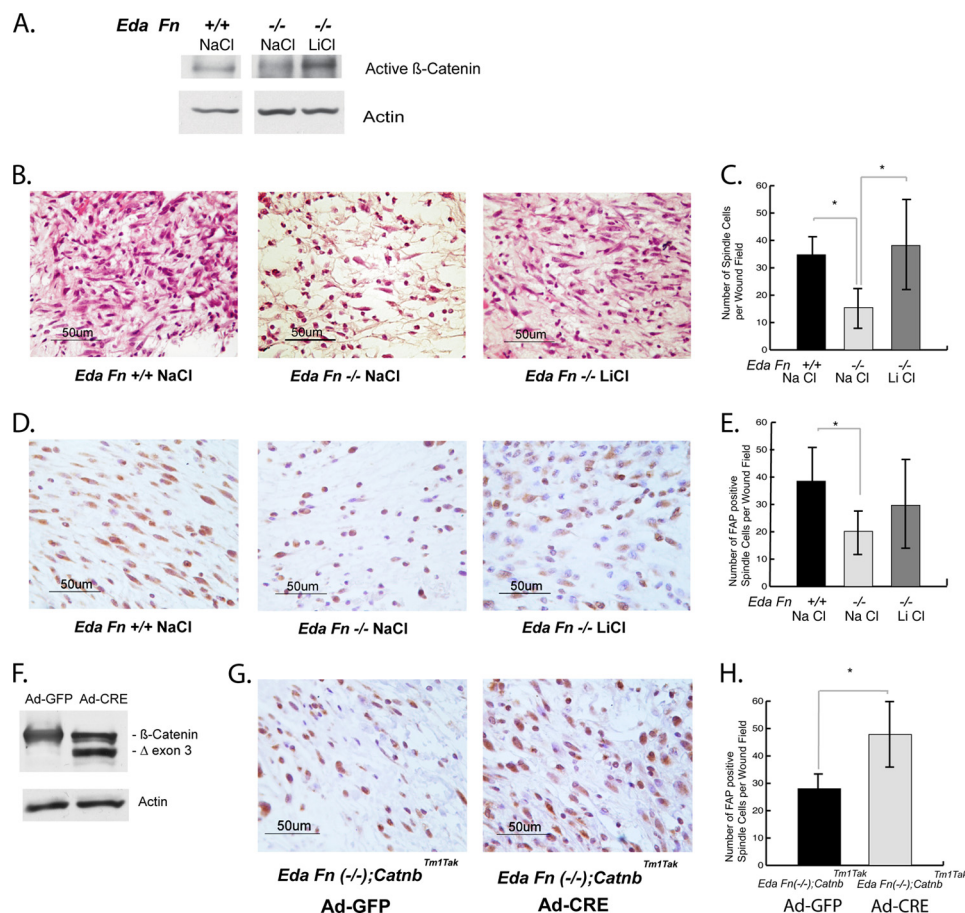 A.
Eda Fn +/+ -/- -/-
NaCl NaCl LiCl
Active ß-Catenin
Actin
B.
50um 50um 50um
Eda Fn +/+ NaCl Eda Fn -/- NaCl Eda Fn -/- LiCl
C.
Number of Spindle Cells
per Wound Field
60
50
40
30
20
10
0
* *
Eda Fn +/+ -/- -/-
Na Cl Na Cl Li Cl
D.
50um 50um 50um
Eda Fn +/+ NaCl Eda Fn -/- NaCl Eda Fn -/- LiCl
E.
Number of FAP positive
Spindle Cells per Wound Field
60
50
40
30
20
10
0
*
Eda Fn +/+ -/- -/-
Na Cl Na Cl Li Cl
F.
Ad-GFP Ad-CRE
- ß-Catenin
- Δ exon 3
Actin
G.
50um 50um
Eda Fn (-/-);Catnb Tm1Tak Eda Fn (-/-);Catnb Tm1Tak
Ad-GFP Ad-CRE
H.
Number of FAP positive
Spindle Cells per Wound Field
60
50
40
30
20
10
0
*
Eda Fn(-/-);Catnb Tm1Tak Eda Fn(-/-);Catnb Tm1Tak
Ad-GFP Ad-CRE